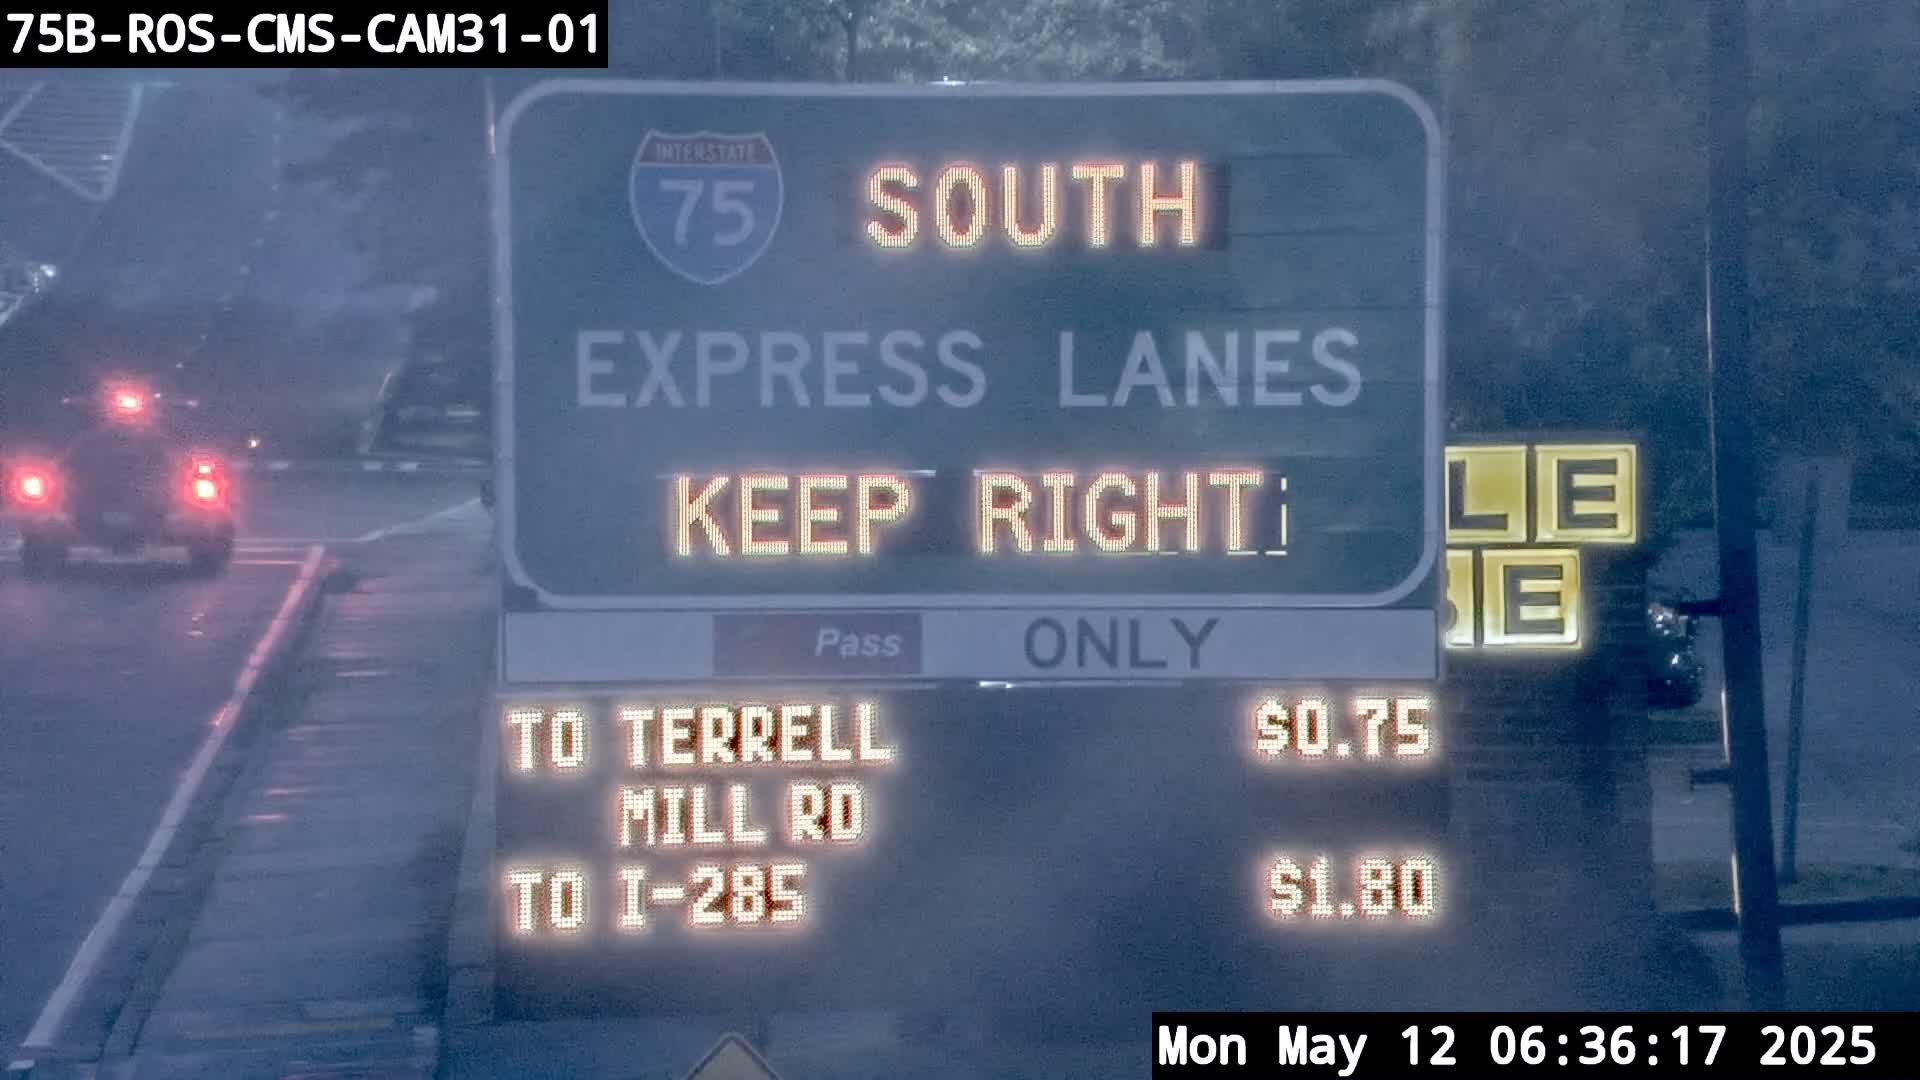 75B-ROS-CMS-CAM31-01
INTERSTATE
75
SOUTH
EXPRESS LANES
KEEP RIGHT
LE
E
Pass ONLY
TO TERRELL $0.75
MILL RD
TO I-285 $1.80
Mon May 12 06:36:17 2025